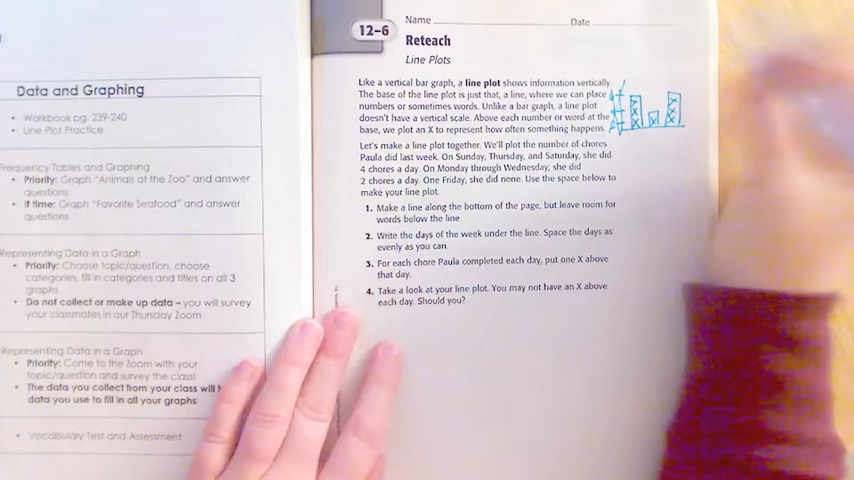 Data and Graphing
• Workbook pg. 239-240
• Line Plot Practice
Frequency Tables and Graphing
• Priority: Graph "Animals at the Zoo" and answer
questions
• If time: Graph "Favorite Seafood" and answer
questions
Representing Data in a Graph
• Priority: Choose topic/question, choose
categories, fill in categories and titles on all 3
graphs
• Do not collect or make up data – you will survey
your classmates in our Thursday Zoom
Representing Data in a Graph
• Priority: Come to the Zoom with your
topic/question and survey the class!
• The data you collect from your class will
data you use to fill in all your graphs
• Vocabulary Test and Assessment
Name Date
12-6
Reteach
Line Plots
Like a vertical bar graph, a line plot shows information vertically.
The base of the line plot is just that, a line, where we can place
numbers or sometimes words. Unlike a bar graph, a line plot
doesn't have a vertical scale. Above each number or word at the
base, we plot an X to represent how often something happens.
Let's make a line plot together. We'll plot the number of chores
Paula did last week. On Sunday, Thursday, and Saturday, she did
4 chores a day. On Monday through Wednesday, she did
2 chores a day. One Friday, she did none. Use the space below to
make your line plot.
1. Make a line along the bottom of the page, but leave room for
words below the line.
2. Write the days of the week under the line. Space the days as
evenly as you can.
3. For each chore Paula completed each day, put one X above
that day.
4. Take a look at your line plot. You may not have an X above
each day. Should you?